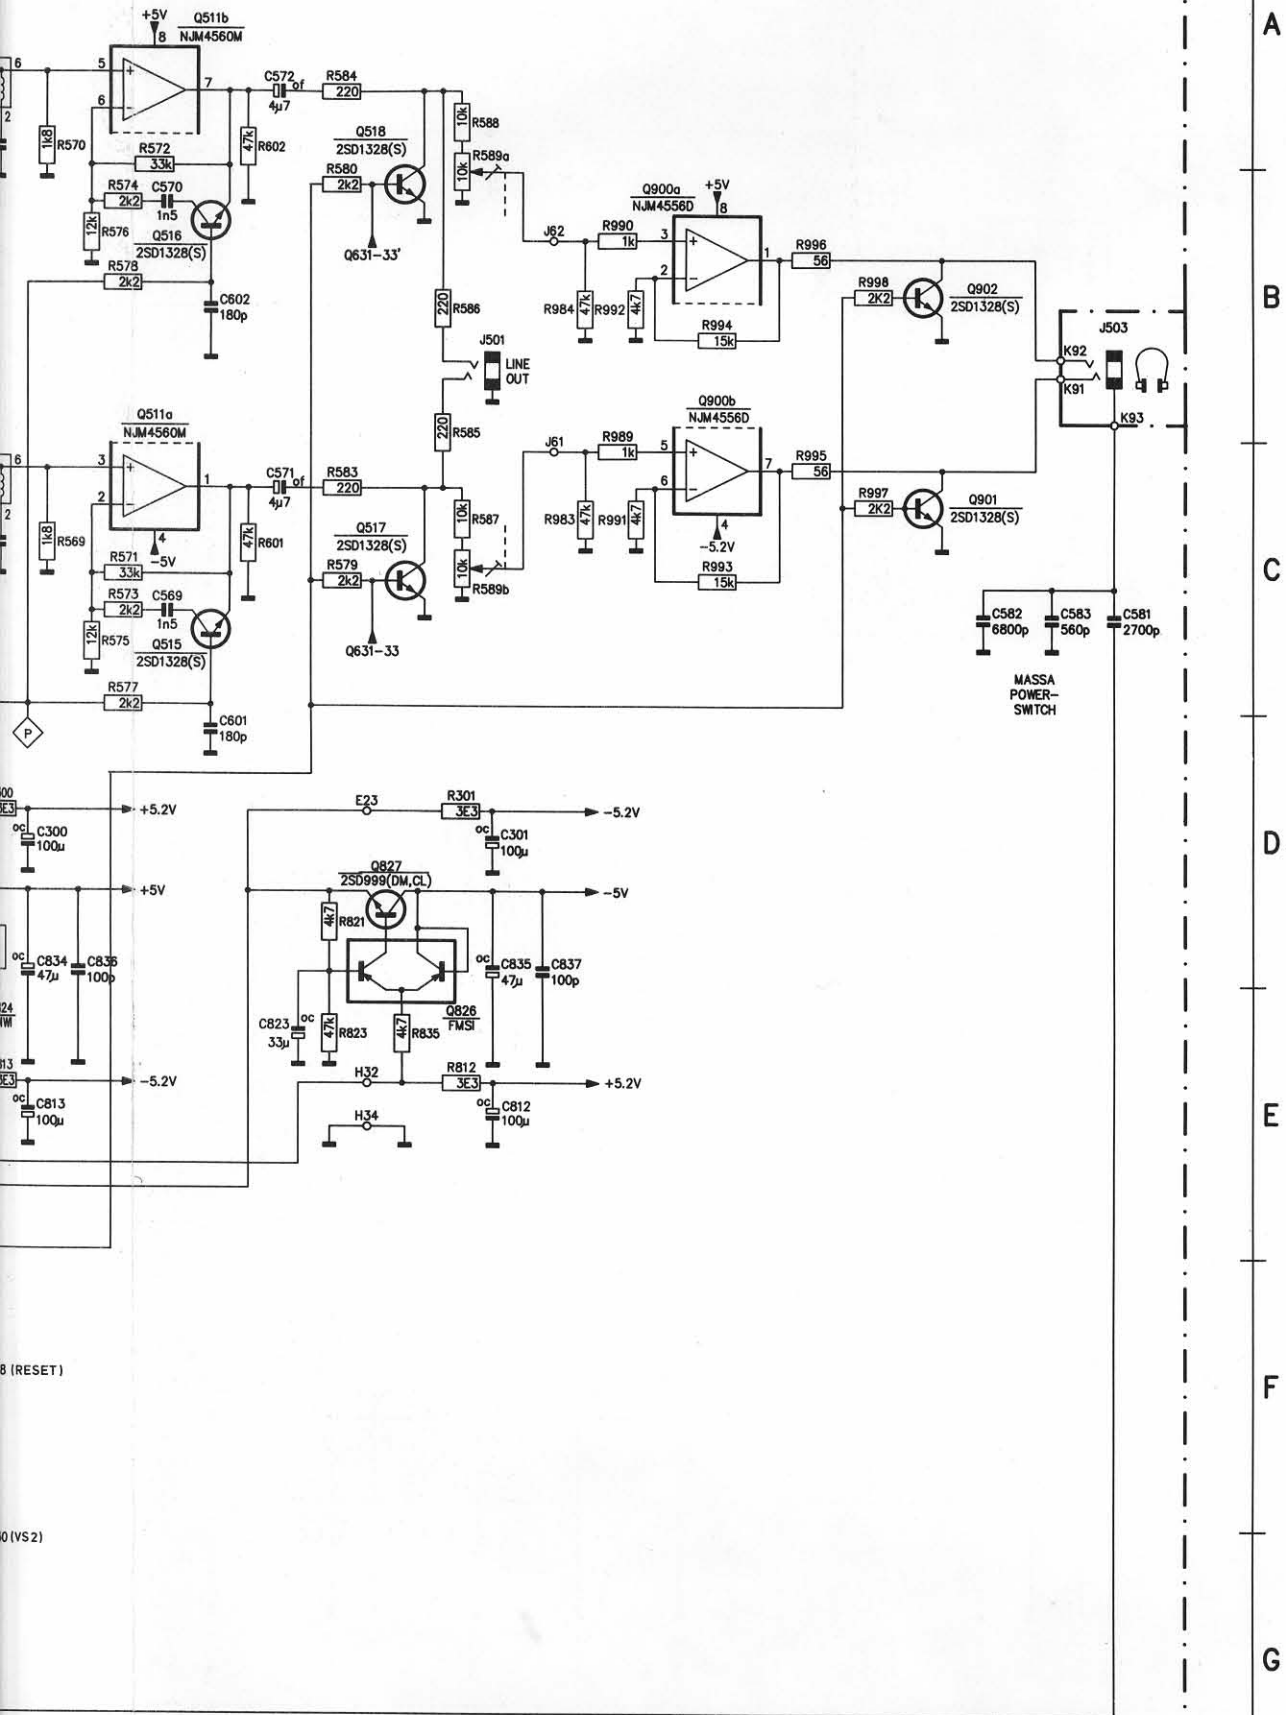 A
+5V
Q511b
8 NJM4560M
6
5
+
7
6
−
2
1k8
R570
R572
33k
47k
R602
C572 of
4μ7
R584
220
10k
R588
Q518
2SD1328(S)
R580
2k2
10k
R589a
R574
2k2
C570
1n5
12k
R576
Q516
2SD1328(S)
Q631-33'
R578
2k2
C602
180p
J62
R990
1k
Q900a
NJM4556D
+5V
8
3
+
2
−
1
R996
56
R984
47k
R992
4k7
R994
15k
R998
2K2
Q902
2SD1328(S)
B
220
R586
J501
LINE
OUT
J503
K92
K91
K93
220
R585
Q511a
NJM4560M
6
3
+
1
2
−
4
-5V
2
1k8
R569
R571
33k
47k
R601
C571 of
4μ7
R583
220
10k
R587
Q517
2SD1328(S)
R579
2k2
10k
R589b
R573
2k2
C569
1n5
12k
R575
Q515
2SD1328(S)
Q631-33
R577
2k2
C601
180p
P
J61
R989
1k
Q900b
NJM4556D
5
+
6
−
7
4
-5.2V
R995
56
R983
47k
R991
4k7
R993
15k
R997
2K2
Q901
2SD1328(S)
C
C582
6800p
C583
560p
C581
2700p
MASSA
POWER-
SWITCH
3E3
+5.2V
oc
C300
100μ
E23
R301
3E3
-5.2V
oc
C301
100μ
D
+5V
Q827
2SD999(DM,CL)
-5V
4k7
R821
oc
C834
47μ
C836
100p
oc
C835
47μ
C837
100p
C823 oc
33μ
47k
R823
4k7
R835
Q826
FMSI
3E3
-5.2V
oc
C813
100μ
H32
R812
3E3
+5.2V
oc
C812
100μ
H34
E
8 (RESET)
F
(VS2)
G